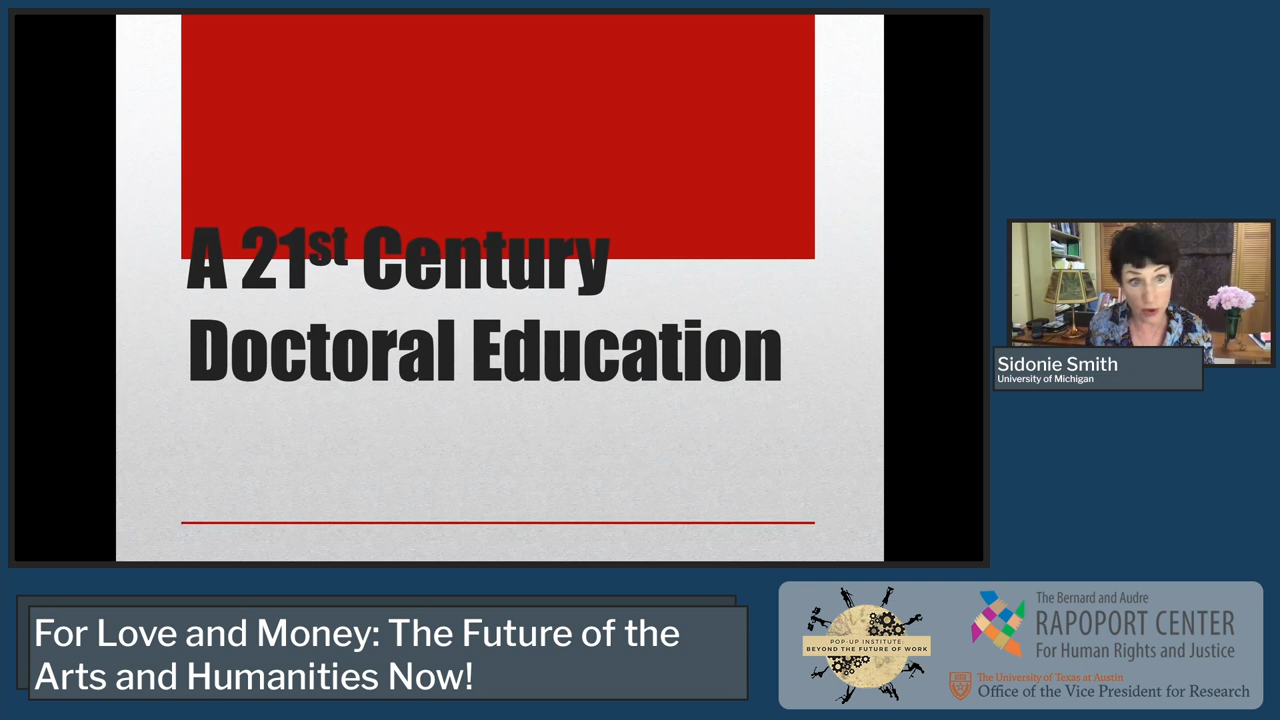 A 21st Century
Doctoral Education
Sidonie Smith
University of Michigan
For Love and Money: The Future of the
Arts and Humanities Now!
POP-UP INSTITUTE:
BEYOND THE FUTURE OF WORK
The Bernard and Audre
RAPOPORT CENTER
For Human Rights and Justice
The University of Texas at Austin
Office of the Vice President for Research